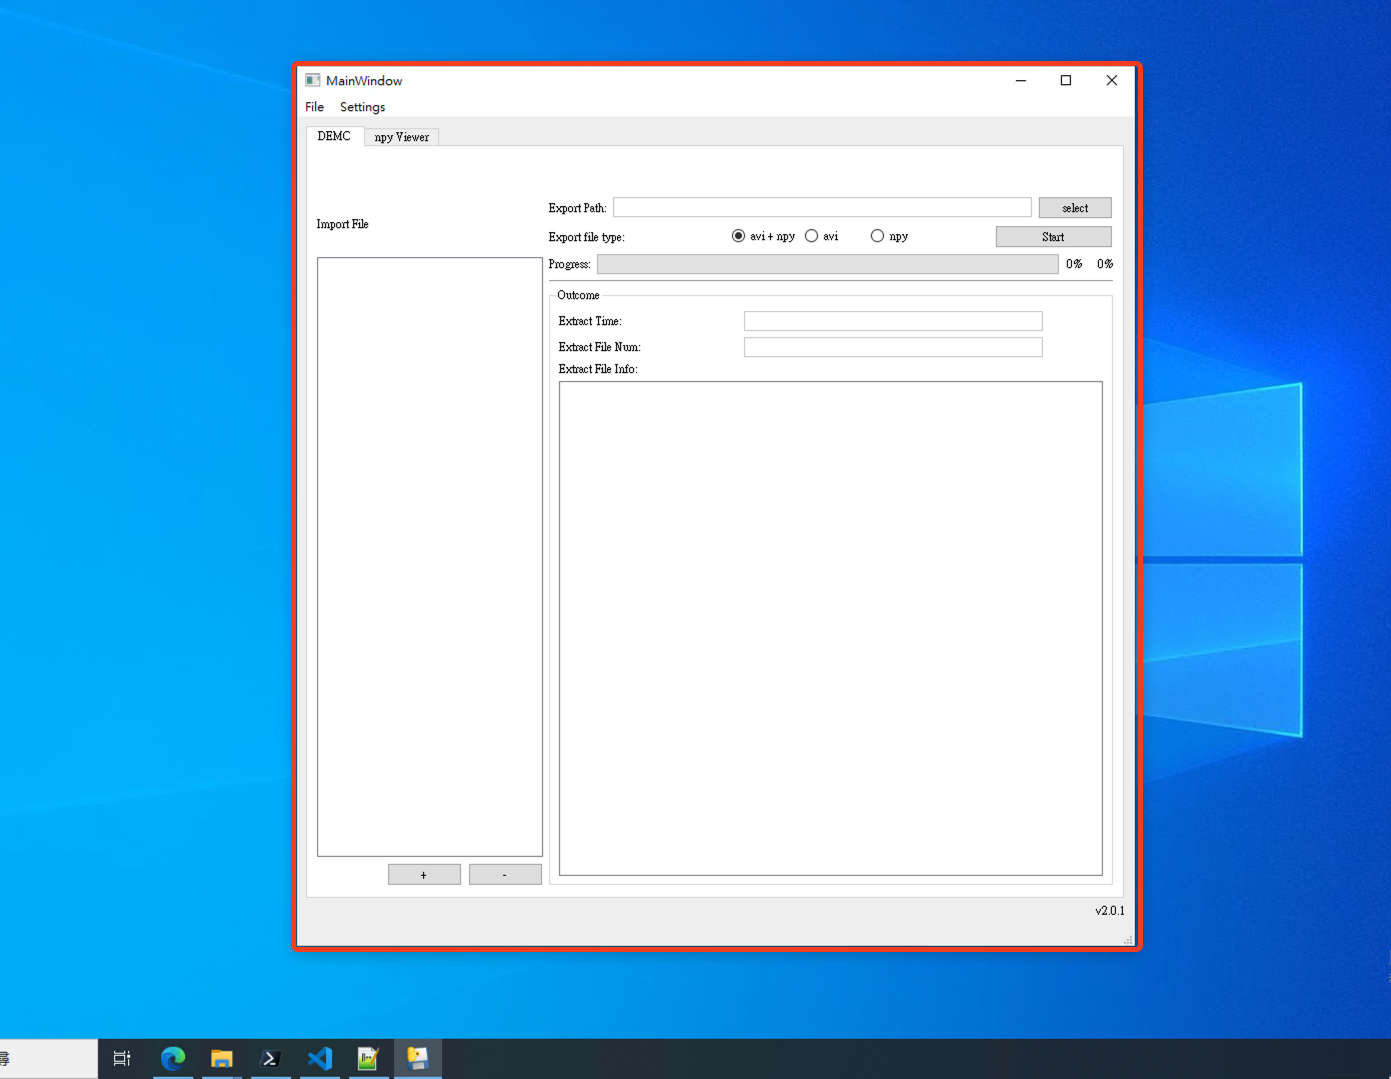 MainWindow
File Settings
DEMC npy Viewer
Export Path: select
Import File
Export file type: avi + npy avi npy Start
Progress: 0% 0%
Outcome
Extract Time:
Extract File Num:
Extract File Info:
+ -
v2.0.1
尋